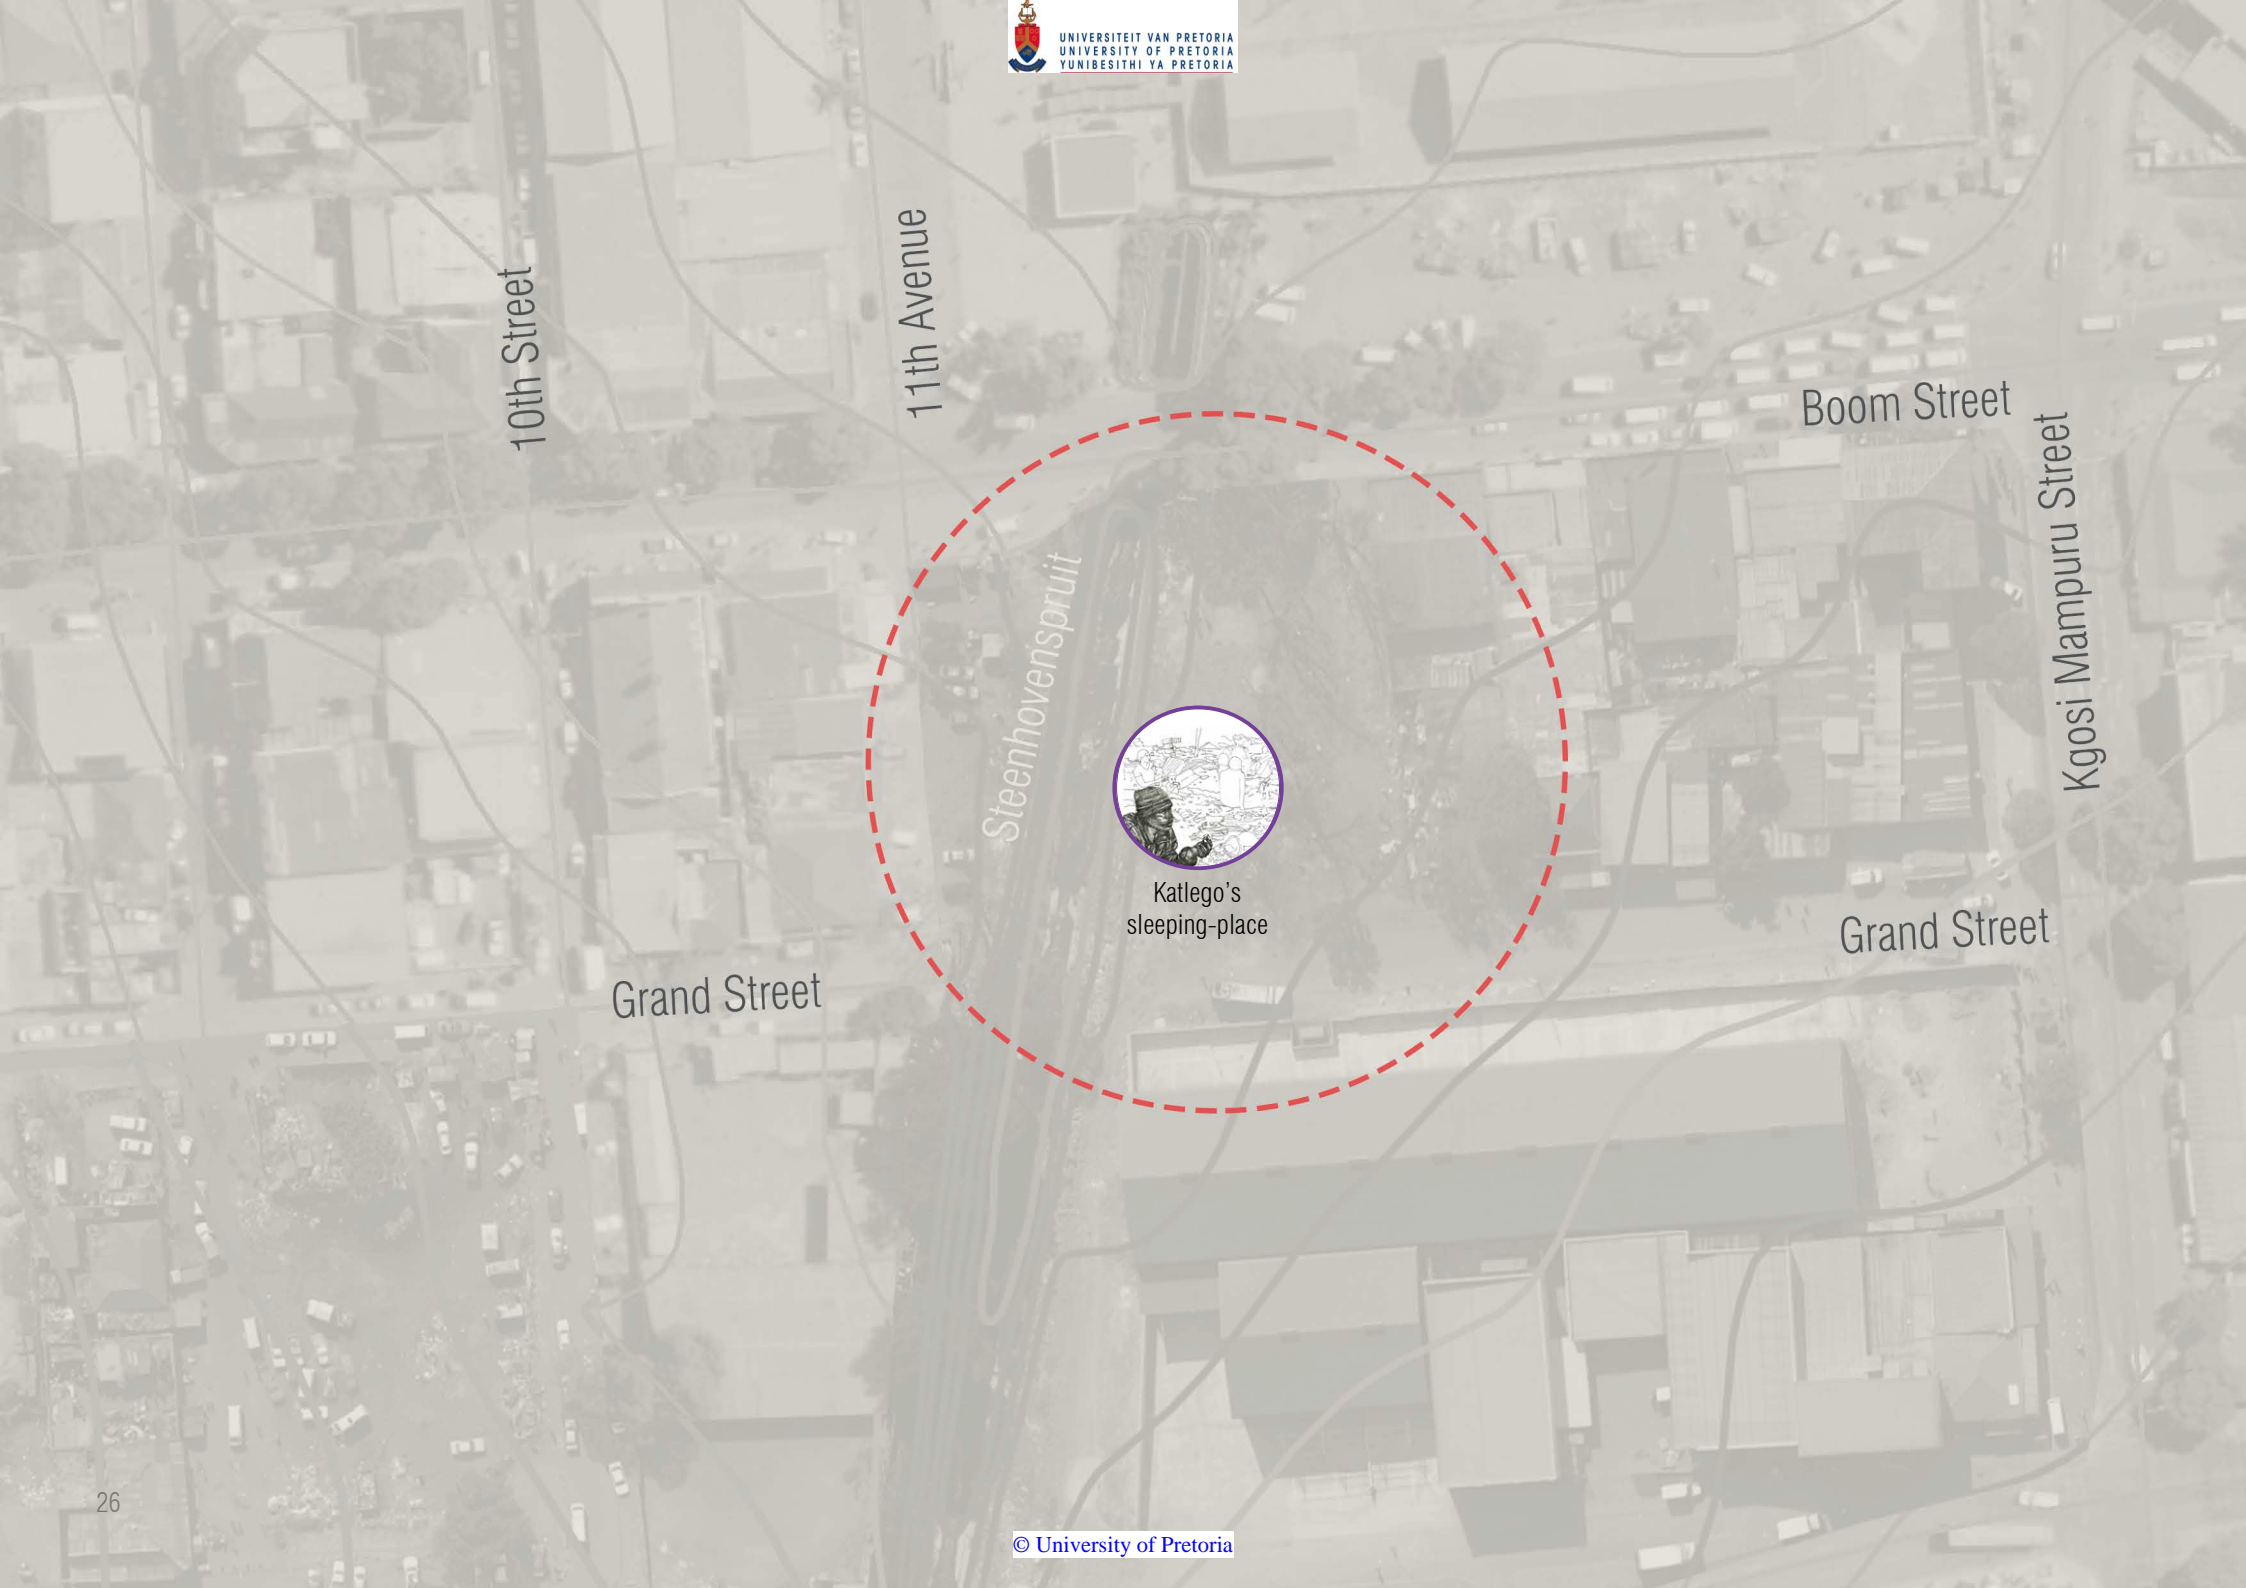 UNIVERSITEIT VAN PRETORIA
UNIVERSITY OF PRETORIA
YUNIBESITHI YA PRETORIA
10th Street
11th Avenue
Boom Street
Kgosi Mampuru Street
Steenhovenspruit
Katlego’s
sleeping-place
Grand Street
Grand Street
26
© University of Pretoria